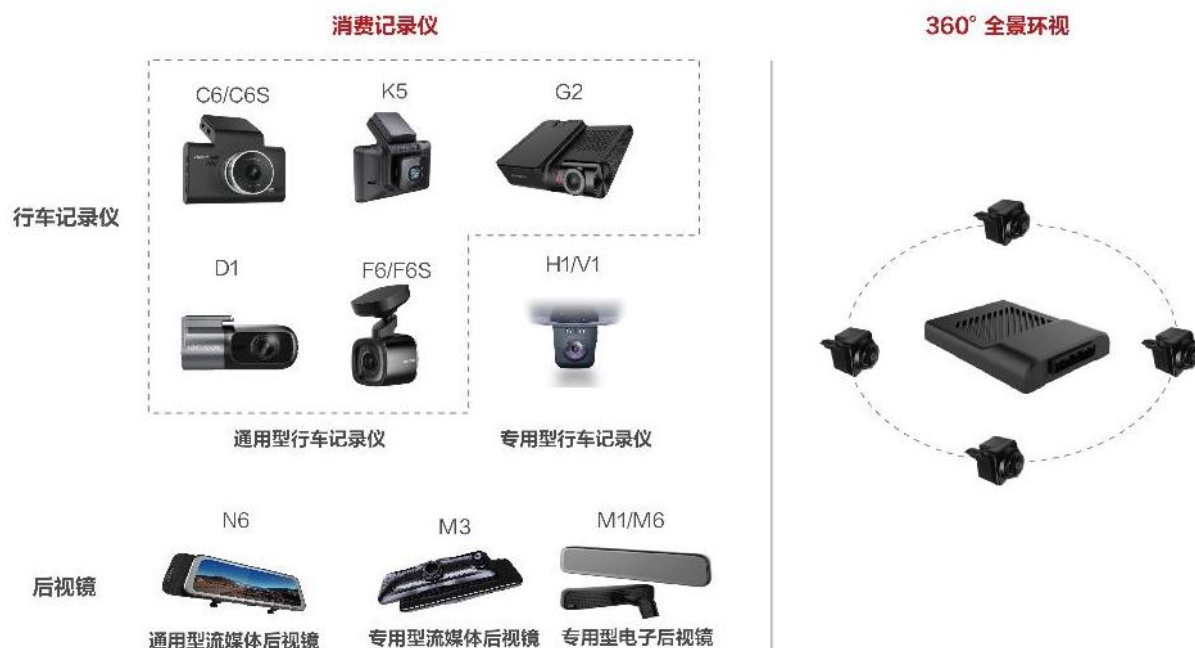 消费记录仪
360° 全景环视
C6/C6S
K5
G2
行车记录仪
D1
F6/F6S
H1/V1
通用型行车记录仪
专用型行车记录仪
N6
M3
M1/M6
后视镜
通用型流媒体后视镜
专用型流媒体后视镜
专用型电子后视镜